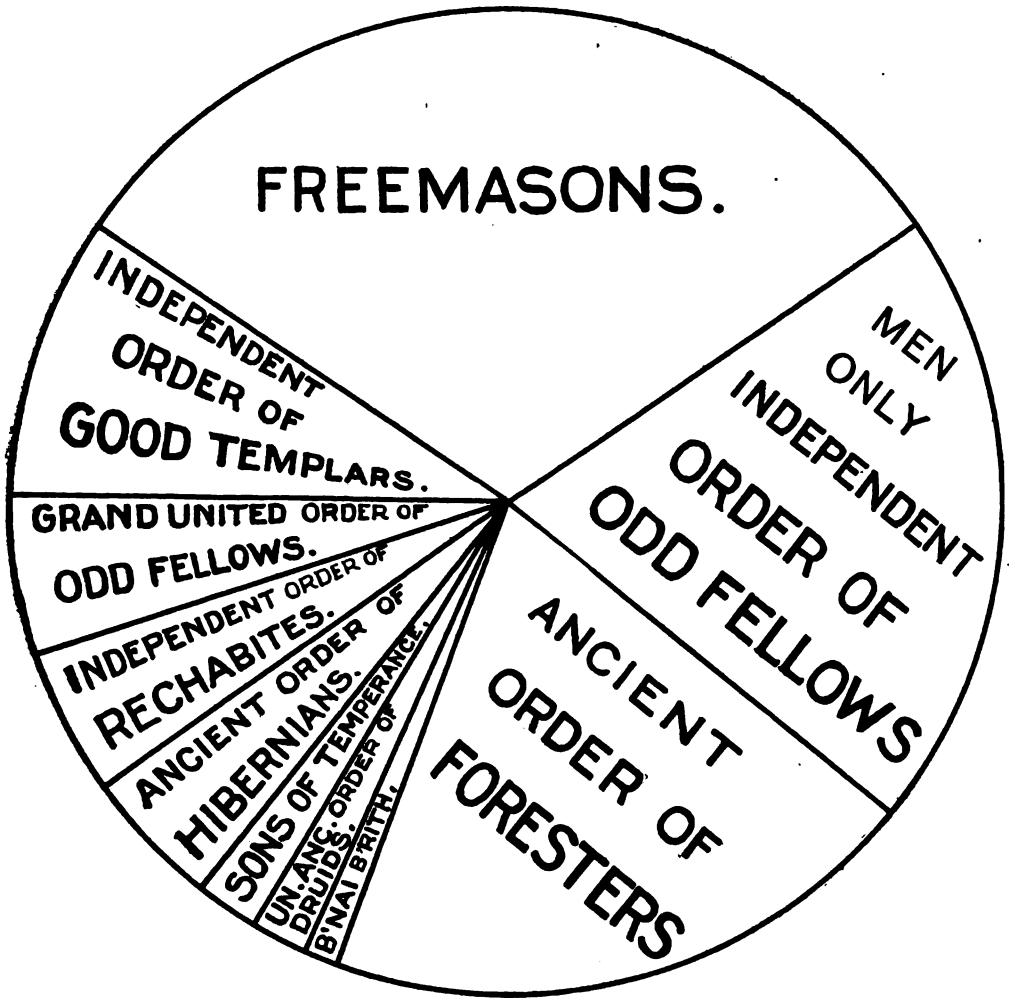 FREEMASONS.
MEN
ONLY
INDEPENDENT
ORDER OF
ODD FELLOWS
ANCIENT
ORDER OF
FORESTERS
B'NAI B'RITH.
UN. ANC. ORDER OF
DRUIDS.
SONS OF TEMPERANCE.
ANCIENT ORDER OF
HIBERNIANS.
INDEPENDENT ORDER OF
RECHABITES.
GRAND UNITED ORDER OF
ODD FELLOWS.
INDEPENDENT
ORDER OF
GOOD TEMPLARS.